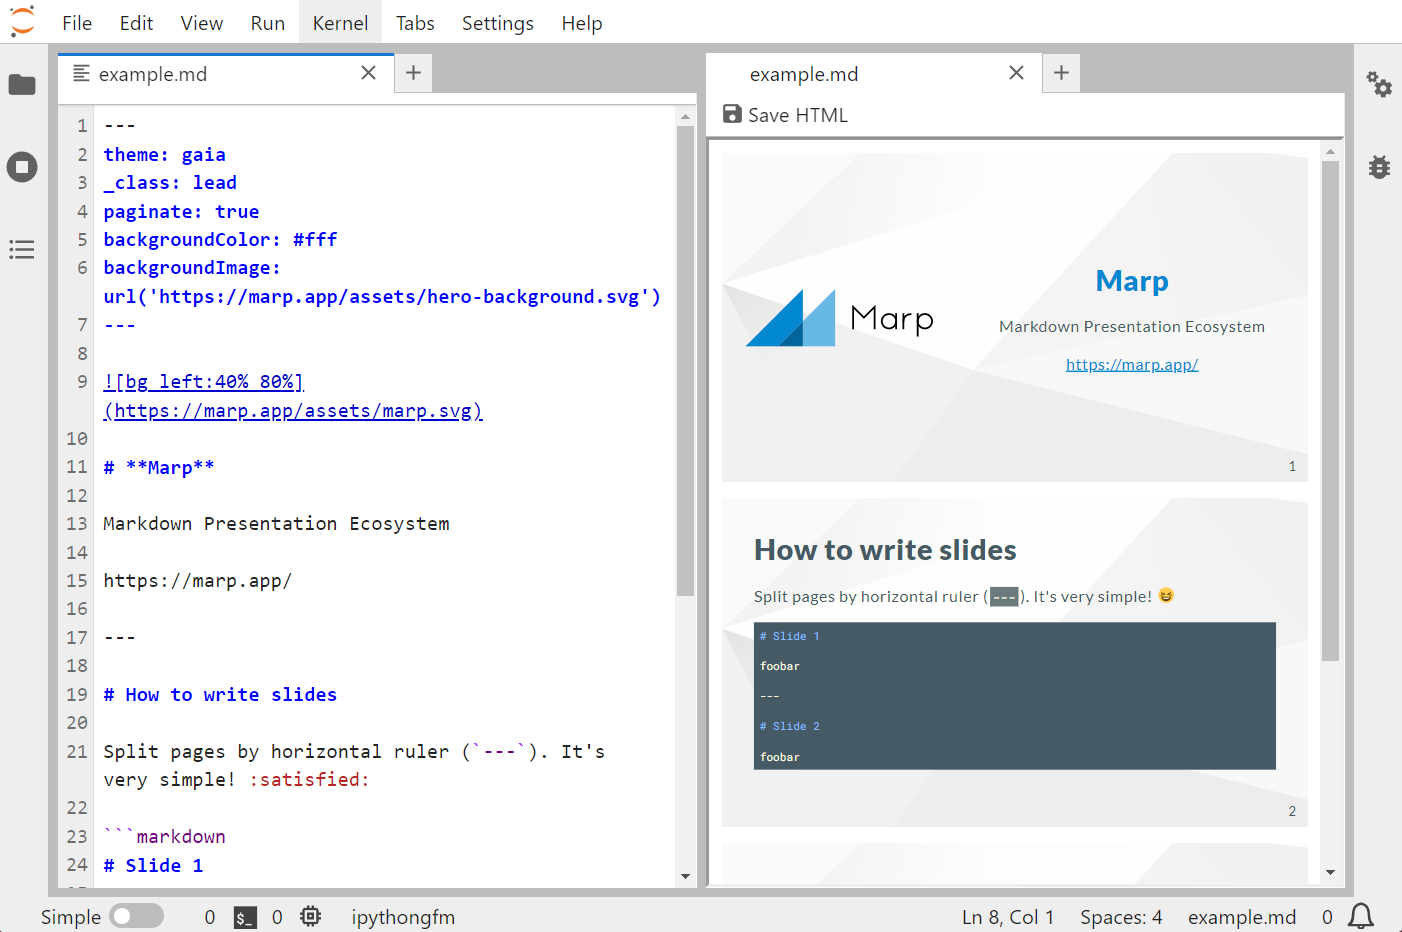 File Edit View Run Kernel Tabs Settings Help
example.md
1 ---
2 theme: gaia
3 _class: lead
4 paginate: true
5 backgroundColor: #fff
6 backgroundImage:
url('https://marp.app/assets/hero-background.svg')
7 ---
8
9 ![bg left:40% 80%]
(https://marp.app/assets/marp.svg)
10
11 # **Marp**
12
13 Markdown Presentation Ecosystem
14
15 https://marp.app/
16
17 ---
18
19 # How to write slides
20
21 Split pages by horizontal ruler (`---`). It's
very simple! :satisfied:
22
23 ```markdown
24 # Slide 1
example.md
Save HTML
Marp
Marp
Markdown Presentation Ecosystem
https://marp.app/
1
How to write slides
Split pages by horizontal ruler (---). It's very simple! 😆
# Slide 1
foobar
---
# Slide 2
foobar
2
Simple 0 $_ 0 ipythongfm Ln 8, Col 1 Spaces: 4 example.md 0